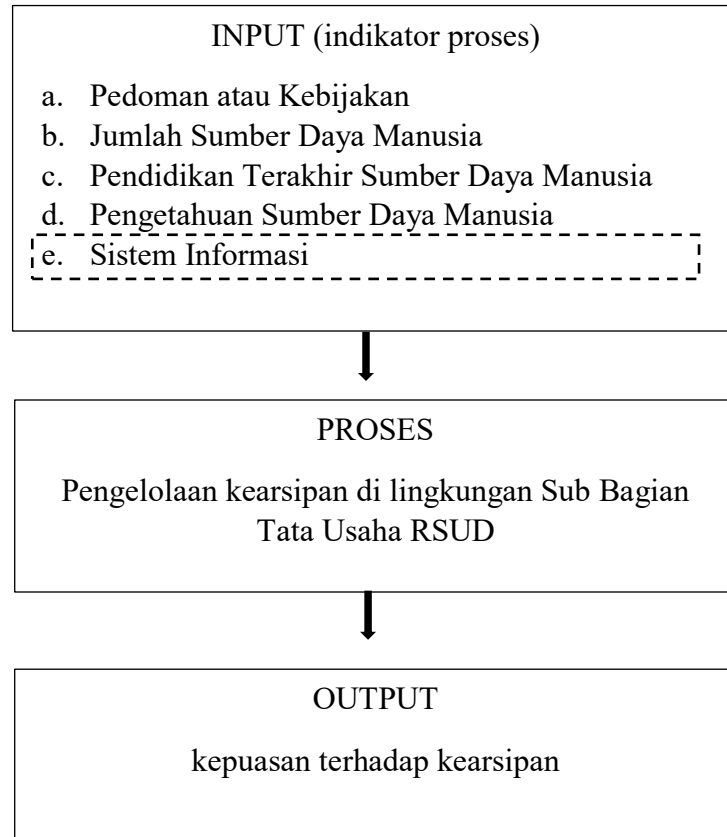 INPUT (indikator proses)
a. Pedoman atau Kebijakan
b. Jumlah Sumber Daya Manusia
c. Pendidikan Terakhir Sumber Daya Manusia
d. Pengetahuan Sumber Daya Manusia
e. Sistem Informasi
PROSES
Pengelolaan kearsipan di lingkungan Sub Bagian
Tata Usaha RSUD
OUTPUT
kepuasan terhadap kearsipan